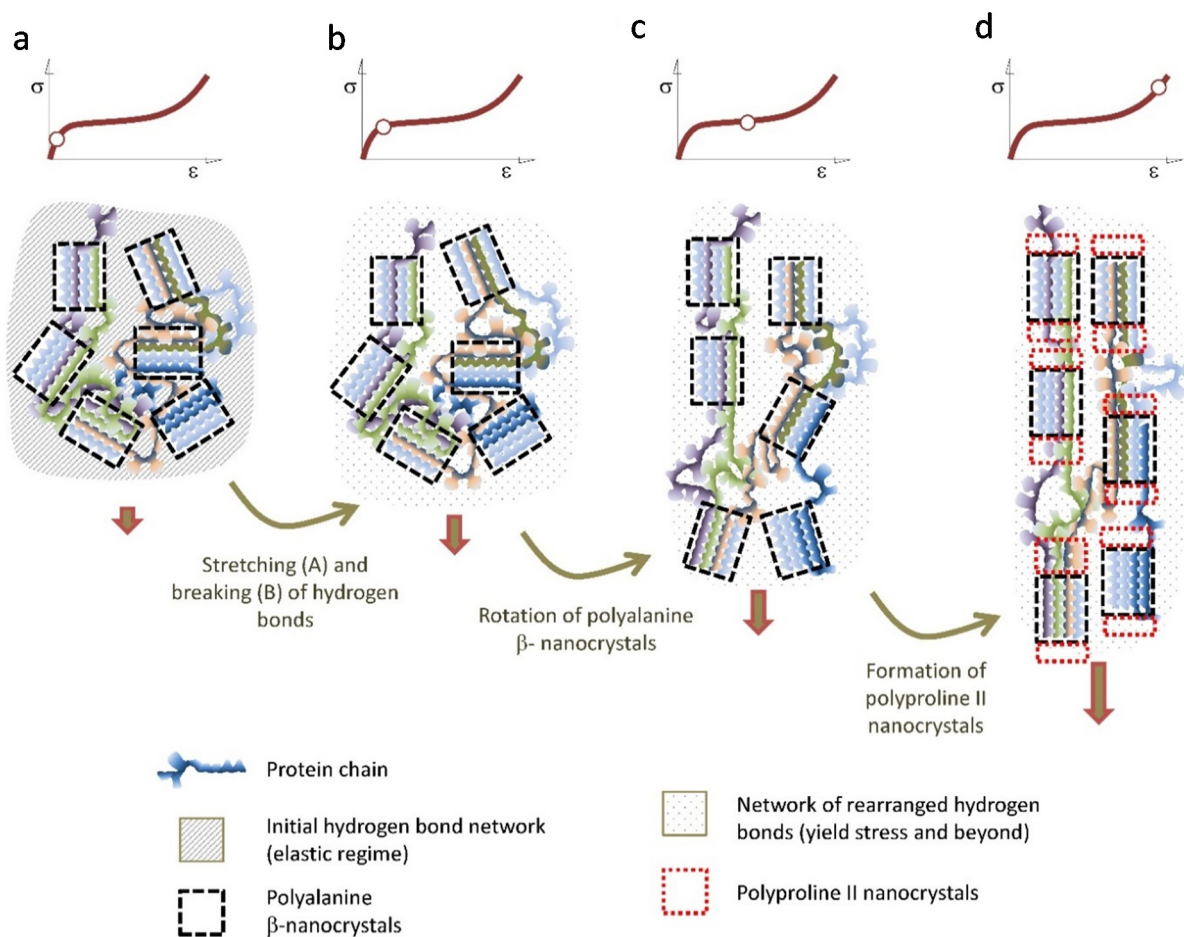 a
b
c
d
σ
ε
σ
ε
σ
ε
σ
ε
Stretching (A) and
breaking (B) of hydrogen
bonds
Rotation of polyalanine
β- nanocrystals
Formation of
polyproline II
nanocrystals
Protein chain
Initial hydrogen bond network
(elastic regime)
Polyalanine
β-nanocrystals
Network of rearranged hydrogen
bonds (yield stress and beyond)
Polyproline II nanocrystals